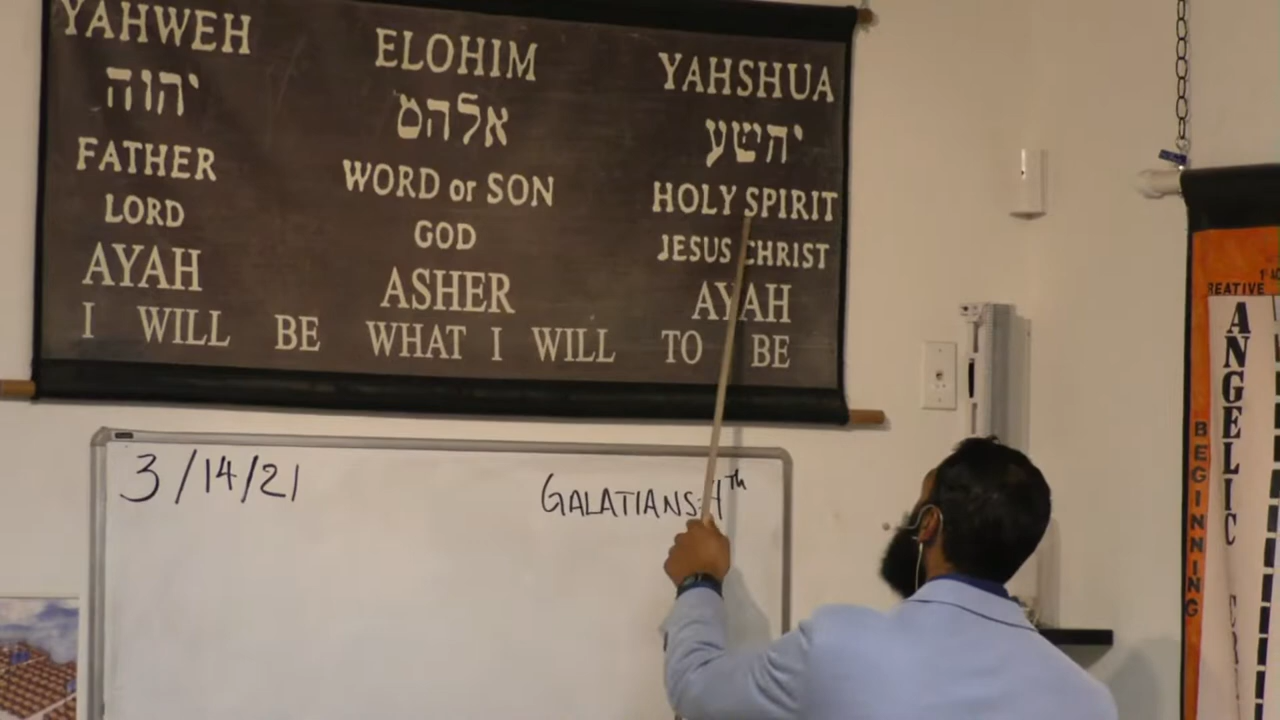 YAHWEH
יהוה
FATHER
LORD
AYAH
ELOHIM
אלהם
WORD or SON
GOD
ASHER
YAHSHUA
יהשע
HOLY SPIRIT
JESUS CHRIST
AYAH
I WILL BE WHAT I WILL TO BE
3/14/21
GALATIANS 4th
ANGELIC
BEGINNING